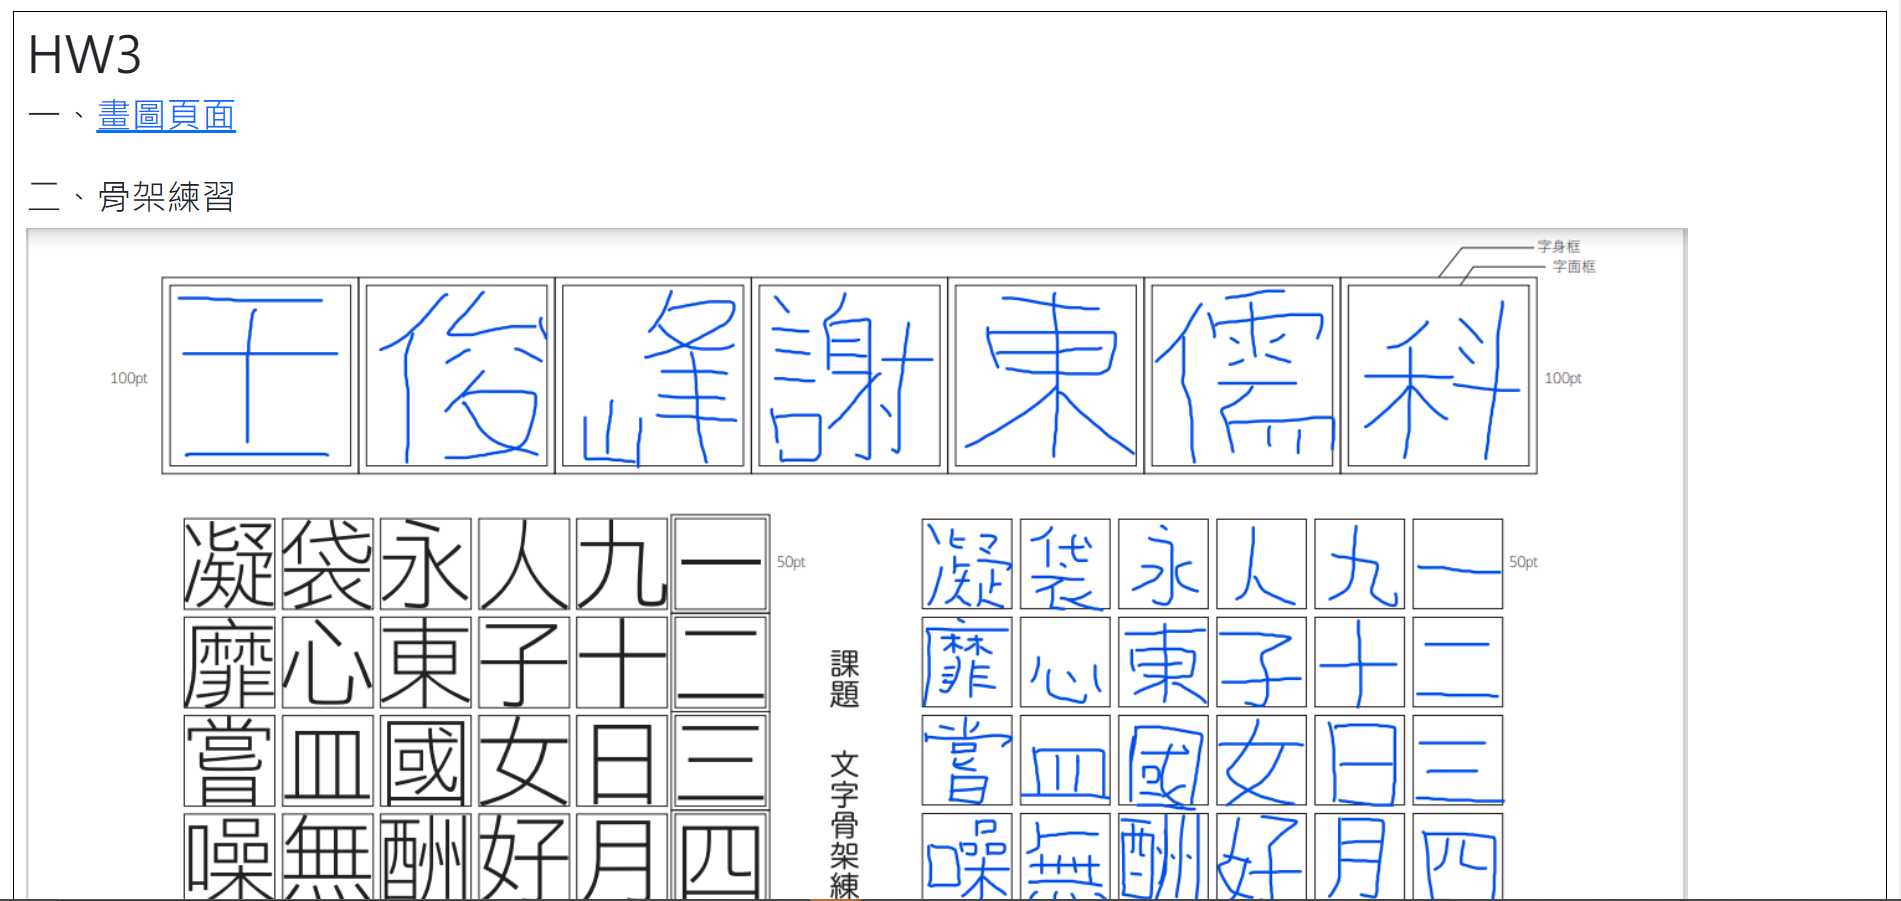 HW3
一、畫圖頁面
二、骨架練習
字身框
字面框
100pt
王俊峰謝東儒科
100pt
凝袋永人九一
50pt
凝袋永人九一
50pt
靡心東子十二
靡心東子十二
嘗皿國女日三
嘗皿國女日三
噪無酬好月四
噪無酬好月四
課題 文字骨架練